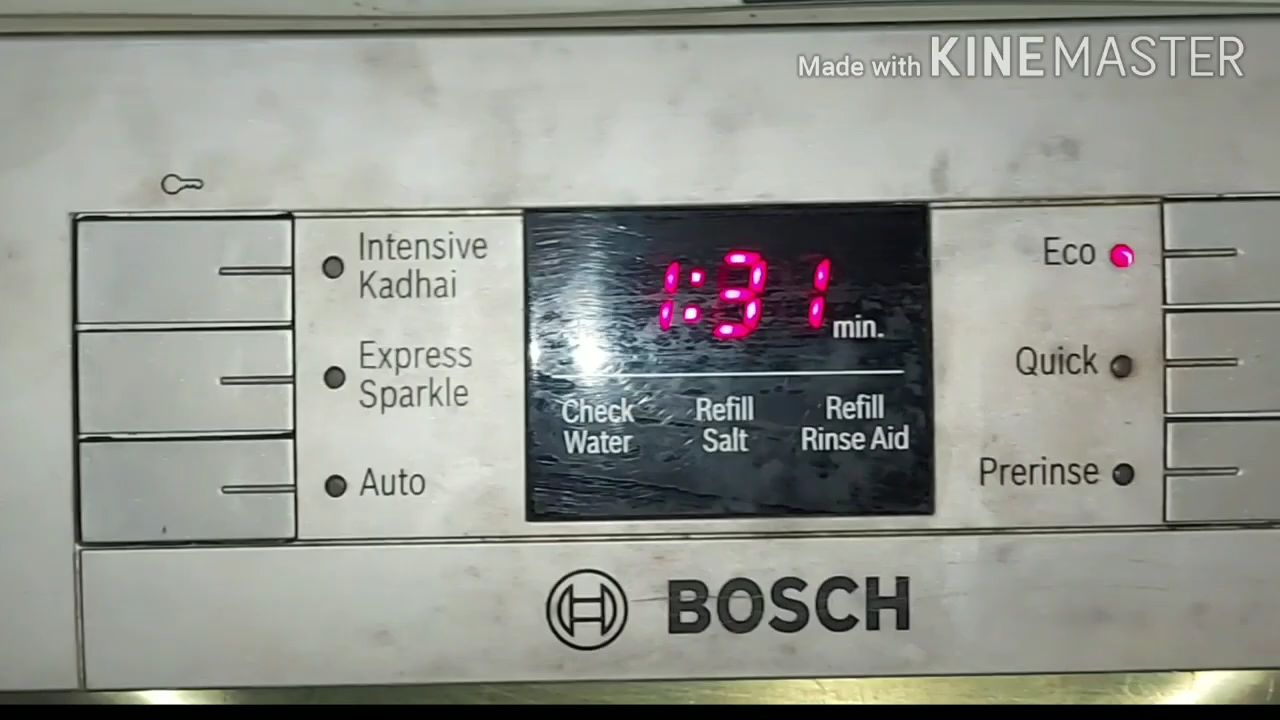 Made with KINEMASTER
Intensive
Kadhai
Express
Sparkle
Auto
1:31
min.
Check
Water
Refill
Salt
Refill
Rinse Aid
Eco
Quick
Prerinse
BOSCH